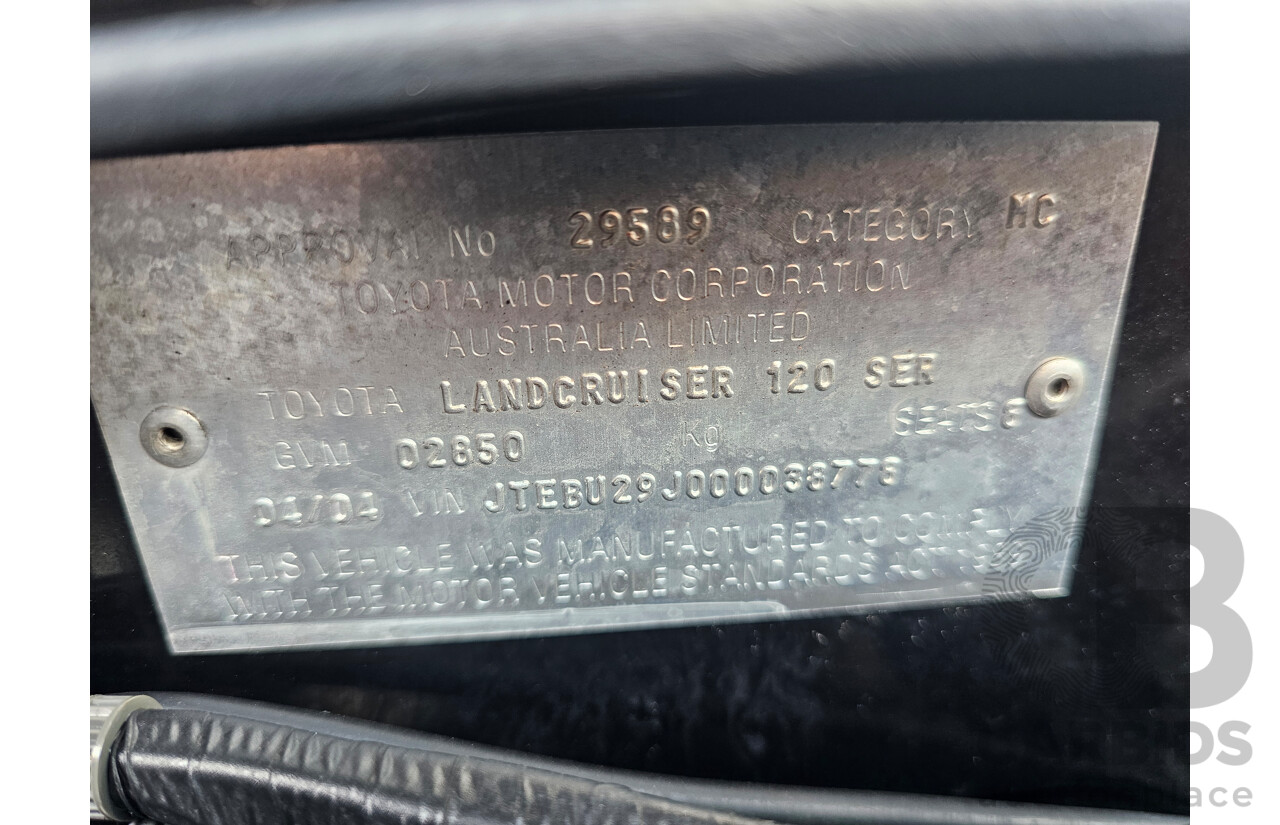 APPROVAL No 29589 CATEGORY MC
TOYOTA MOTOR CORPORATION
AUSTRALIA LIMITED
TOYOTA LANDCRUISER 120 SER
GVM 02850 kg SEATS 8
04/04 VIN JTEBU29J000038778
THIS VEHICLE WAS MANUFACTURED TO COMPLY
WITH THE MOTOR VEHICLE STANDARDS ACT 1989